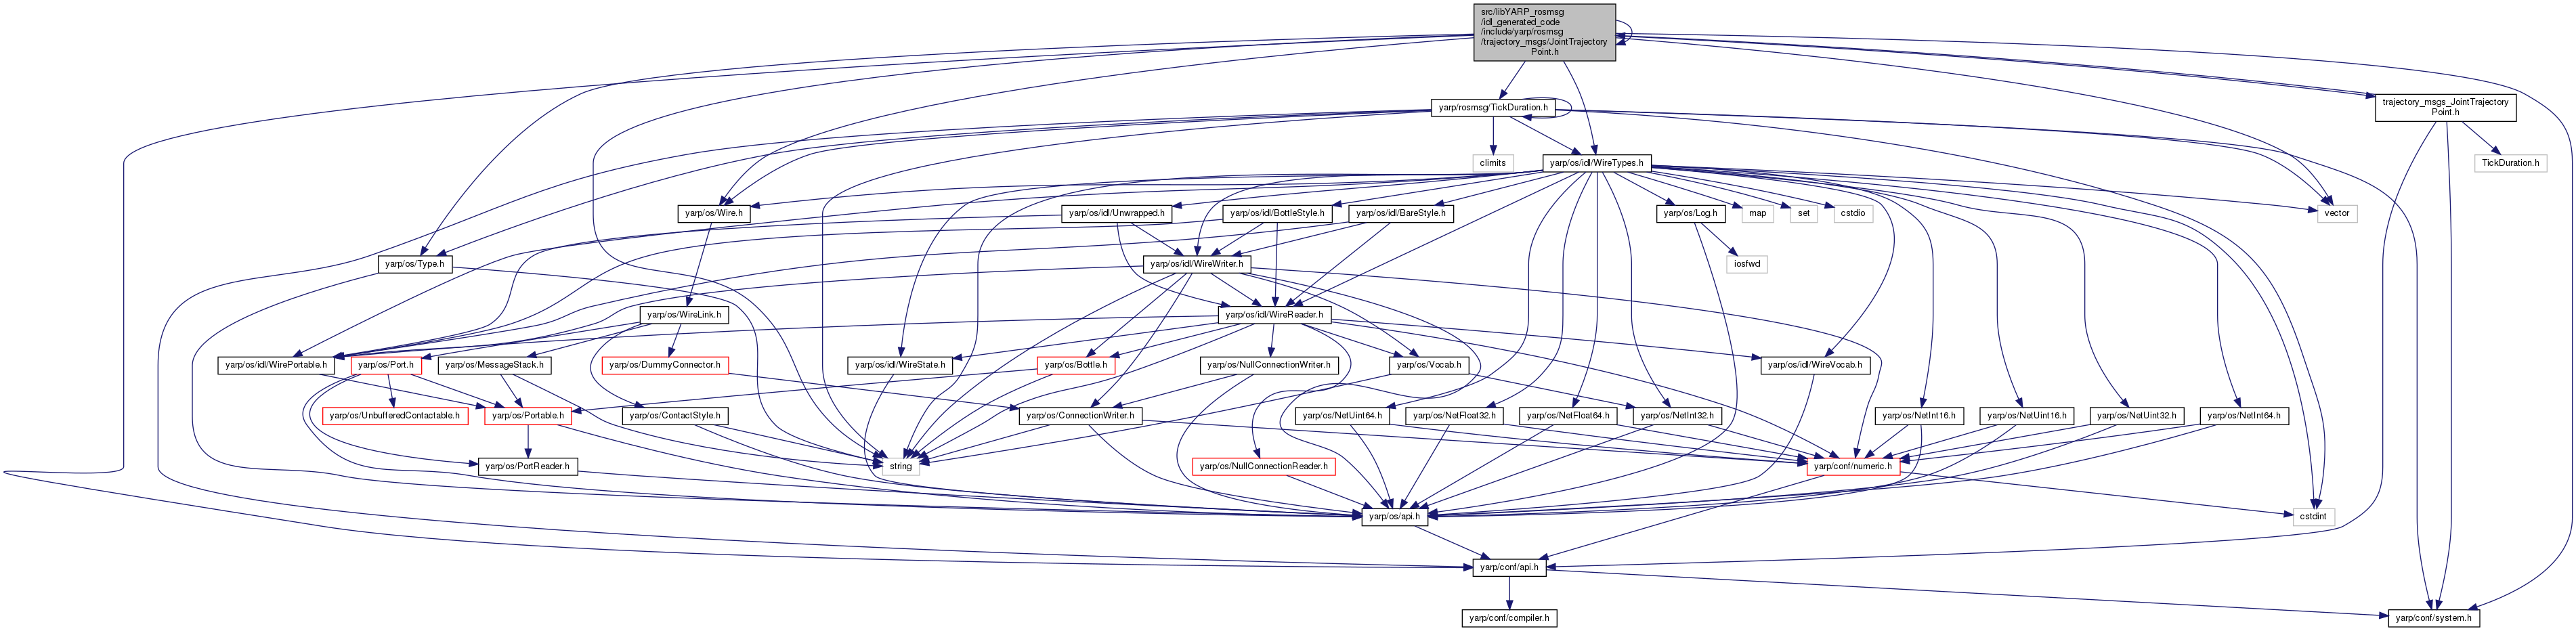 src/libYARP_rosmsg
/idl_generated_code
/include/yarp/rosmsg
/trajectory_msgs/JointTrajectory
Point.h
yarp/rosmsg/TickDuration.h
trajectory_msgs_JointTrajectory
Point.h
climits
yarp/os/idl/WireTypes.h
TickDuration.h
yarp/os/Wire.h
yarp/os/idl/Unwrapped.h
yarp/os/idl/BottleStyle.h
yarp/os/idl/BareStyle.h
yarp/os/Log.h
map
set
cstdio
vector
yarp/os/Type.h
yarp/os/idl/WireWriter.h
iosfwd
yarp/os/WireLink.h
yarp/os/idl/WireReader.h
yarp/os/idl/WirePortable.h
yarp/os/Port.h
yarp/os/MessageStack.h
yarp/os/DummyConnector.h
yarp/os/idl/WireState.h
yarp/os/Bottle.h
yarp/os/NullConnectionWriter.h
yarp/os/Vocab.h
yarp/os/idl/WireVocab.h
yarp/os/UnbufferedContactable.h
yarp/os/Portable.h
yarp/os/ContactStyle.h
yarp/os/ConnectionWriter.h
yarp/os/NetUint64.h
yarp/os/NetFloat32.h
yarp/os/NetFloat64.h
yarp/os/NetInt32.h
yarp/os/NetInt16.h
yarp/os/NetUint16.h
yarp/os/NetUint32.h
yarp/os/NetInt64.h
yarp/os/PortReader.h
string
yarp/os/NullConnectionReader.h
yarp/conf/numeric.h
yarp/os/api.h
cstdint
yarp/conf/api.h
yarp/conf/compiler.h
yarp/conf/system.h